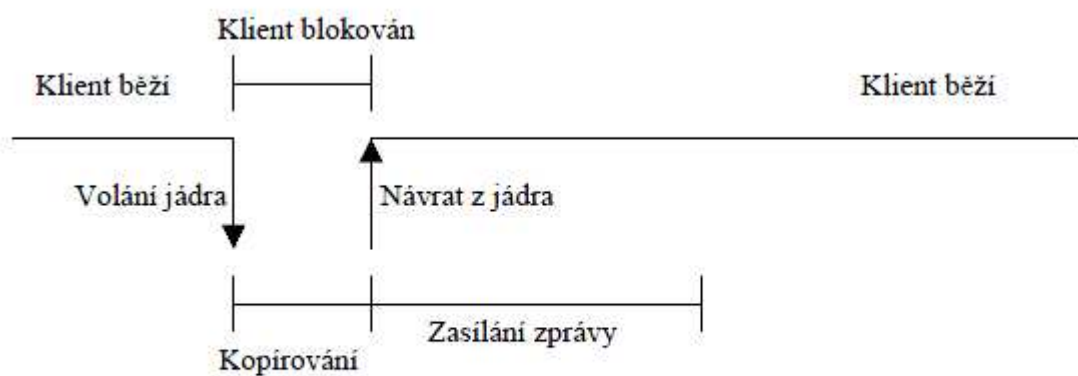 Klient blokován
Klient běží
Klient běží
Volání jádra
Návrat z jádra
Zasílání zprávy
Kopírování